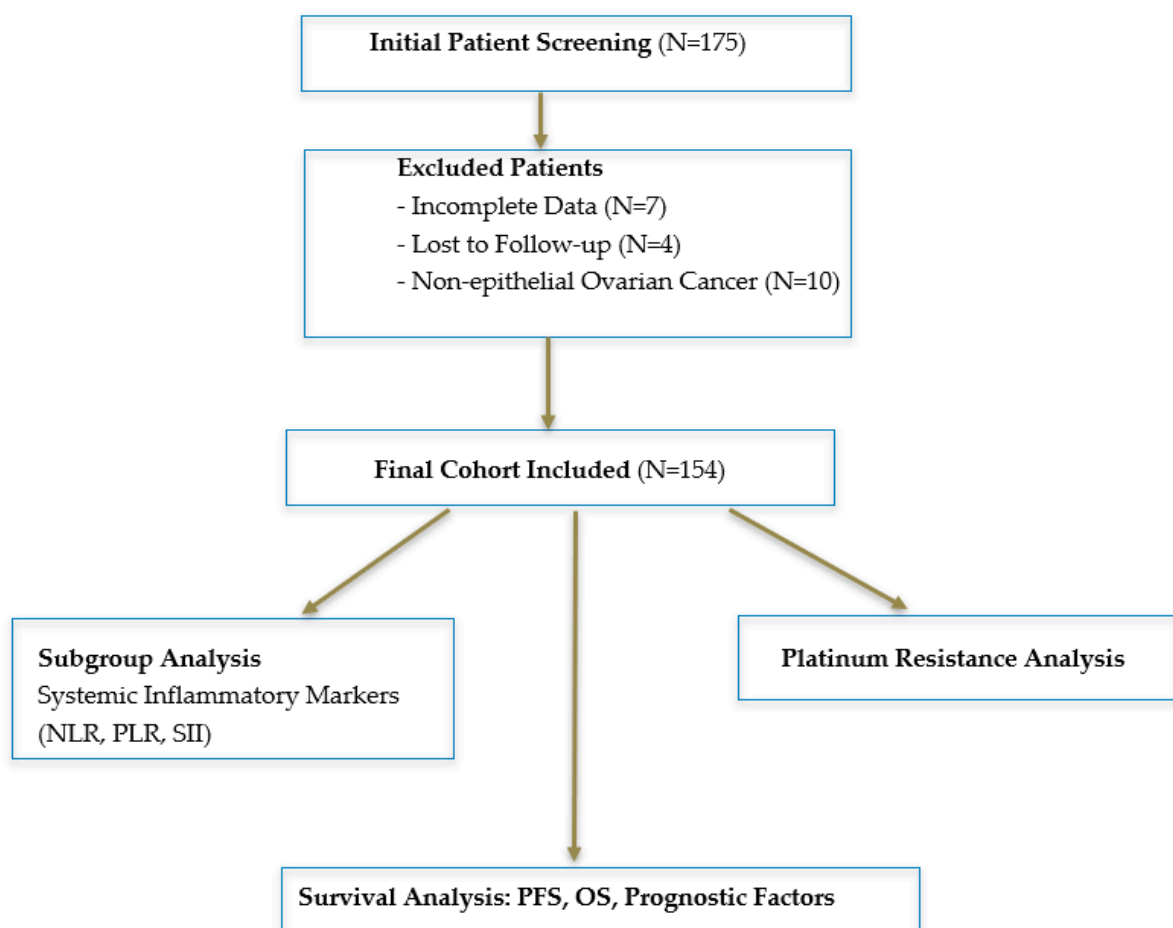 Initial Patient Screening (N=175)
Excluded Patients
- Incomplete Data (N=7)
- Lost to Follow-up (N=4)
- Non-epithelial Ovarian Cancer (N=10)
Final Cohort Included (N=154)
Subgroup Analysis
Systemic Inflammatory Markers
(NLR, PLR, SII)
Platinum Resistance Analysis
Survival Analysis: PFS, OS, Prognostic Factors